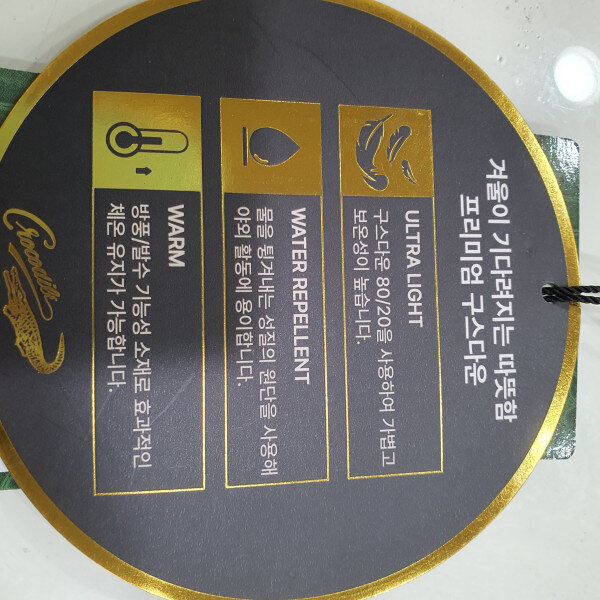 겨울이 기다려지는 따뜻함
프리미엄 구스다운
ULTRA LIGHT
구스다운 80/20을 사용하여 가볍고
보온성이 높습니다.
WATER REPELLENT
물을 튕겨내는 성질의 원단을 사용해
야외 활동에 용이합니다.
WARM
방풍/발수 기능성 소재로 효과적인
체온 유지가 가능합니다.
Crocodile